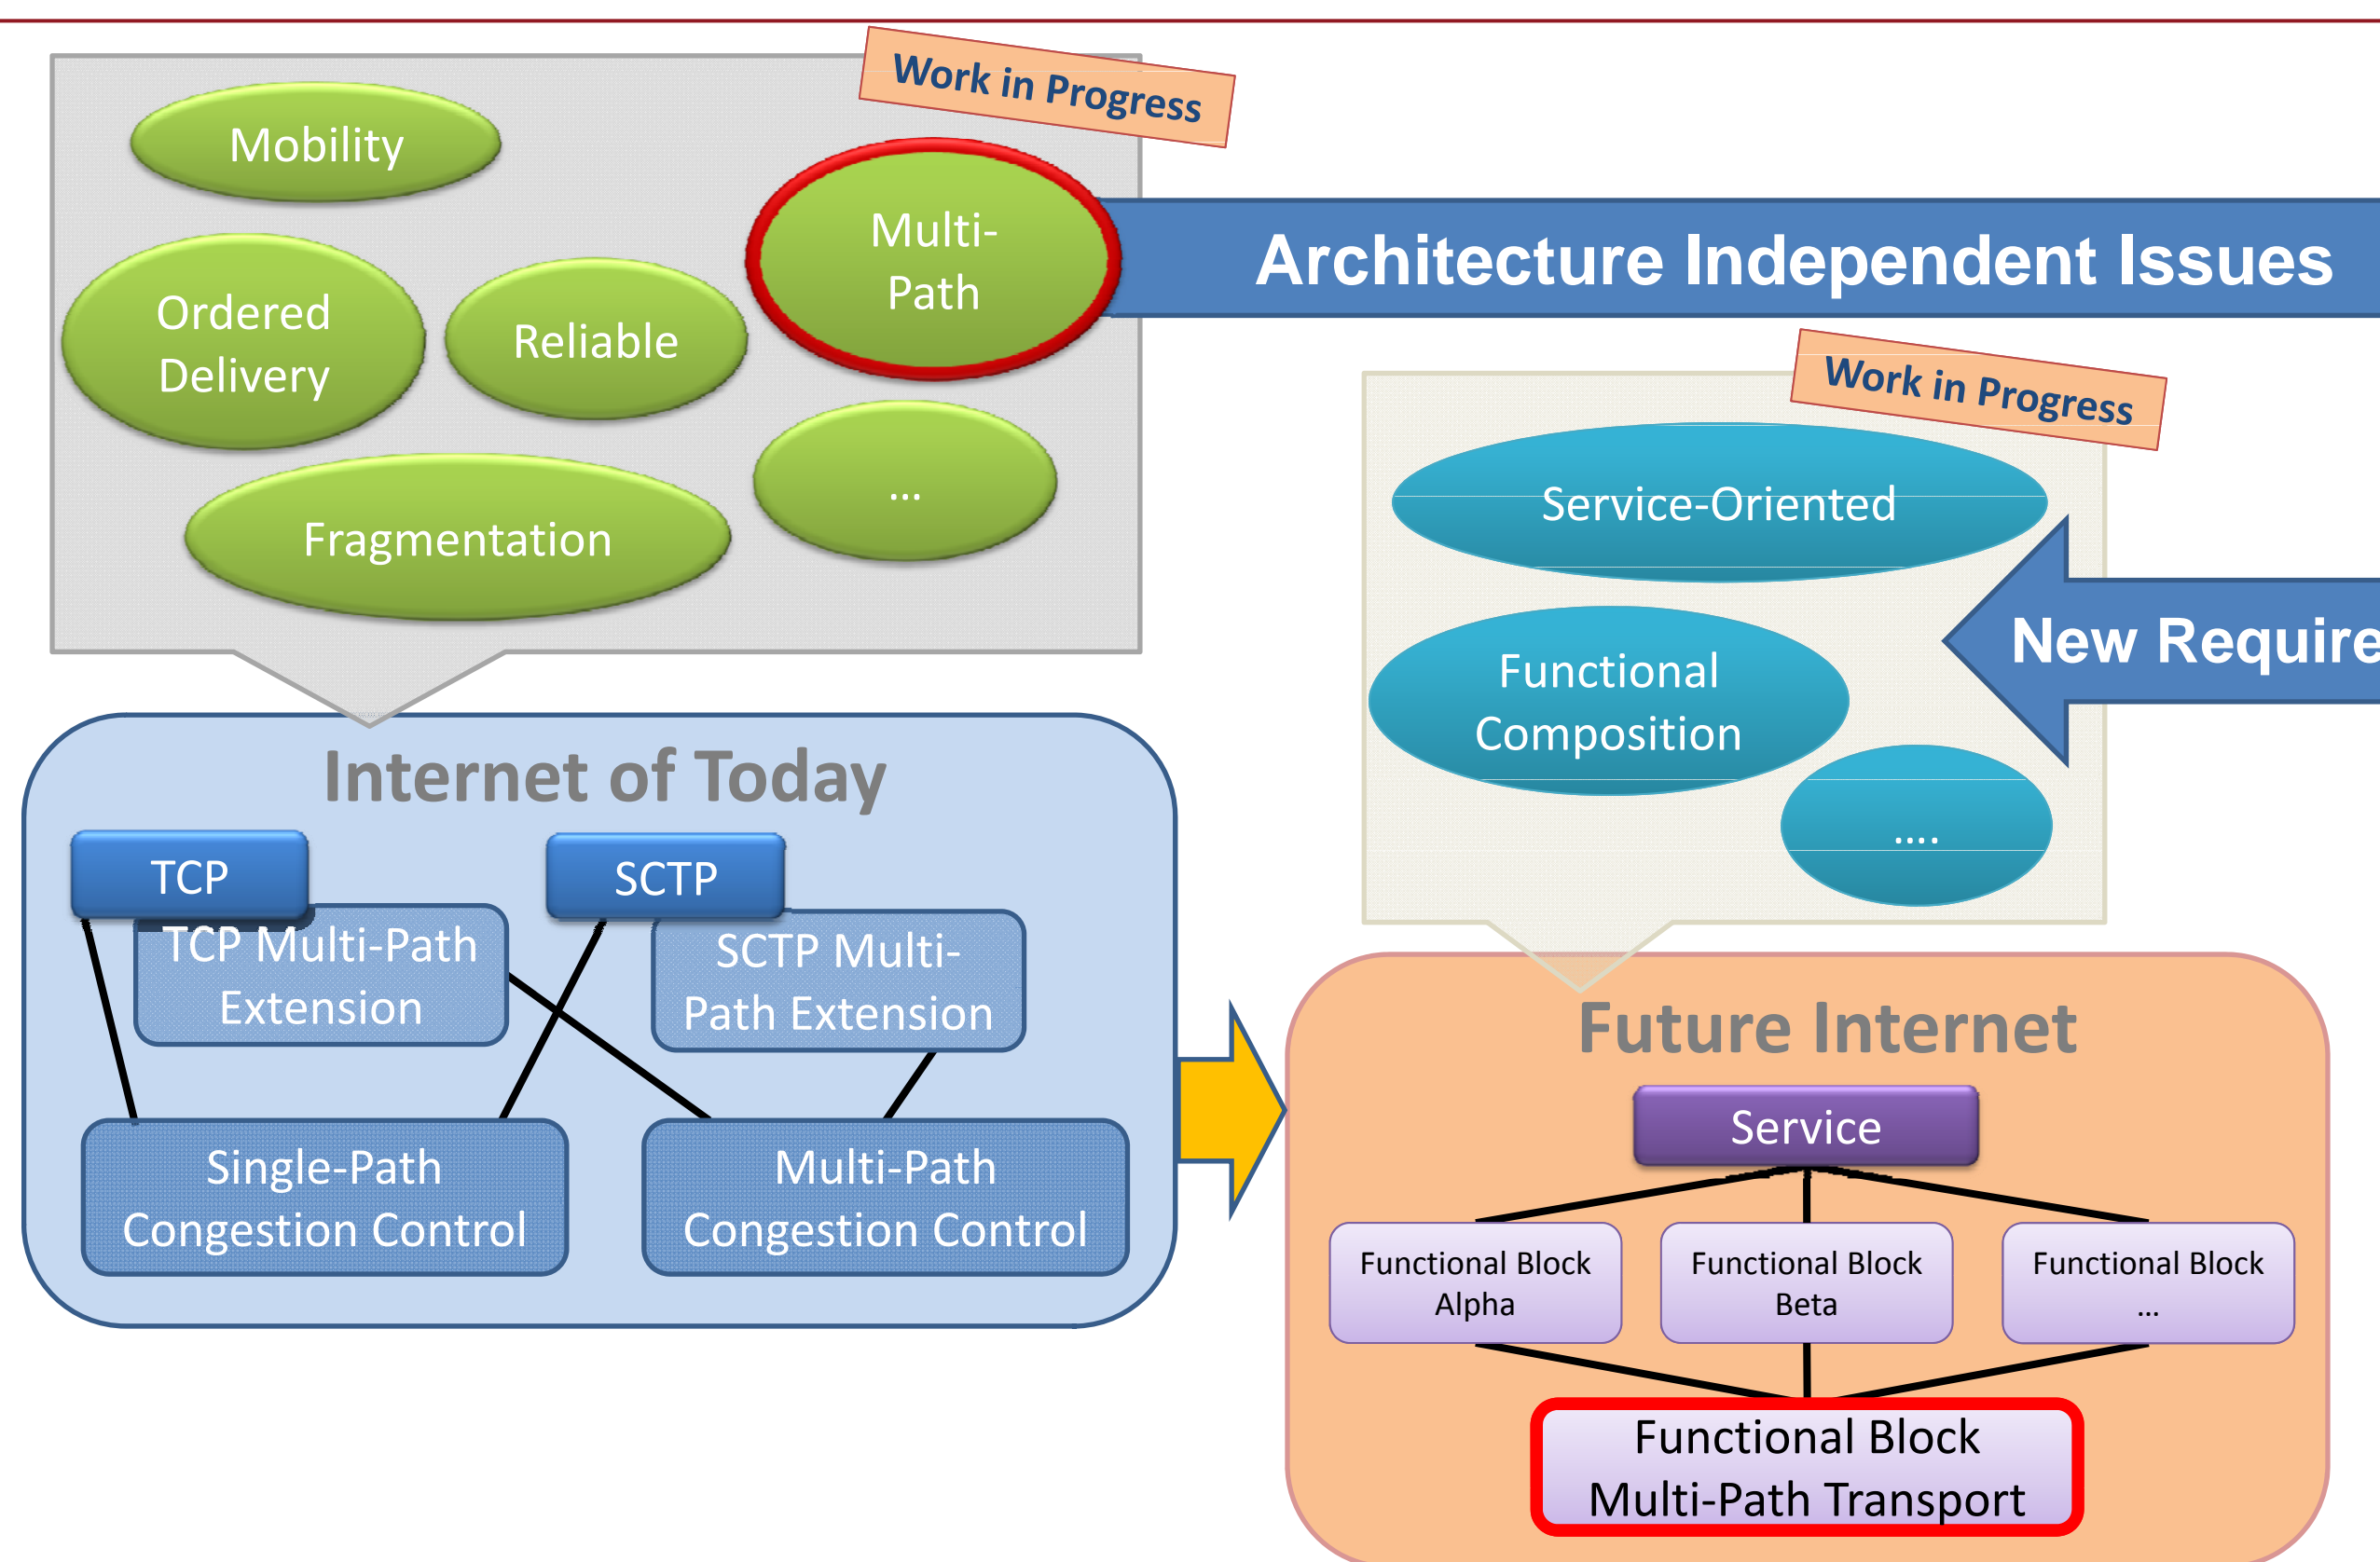 Work in Progress
Mobility
Multi-
Path
Architecture Independent Issues
Ordered
Delivery
Reliable
...
Fragmentation
Work in Progress
Service-Oriented
Functional
Composition
....
New Require
Internet of Today
TCP
SCTP
TCP Multi-Path
Extension
SCTP Multi-
Path Extension
Single-Path
Congestion Control
Multi-Path
Congestion Control
Future Internet
Service
Functional Block
Alpha
Functional Block
Beta
Functional Block
...
Functional Block
Multi-Path Transport